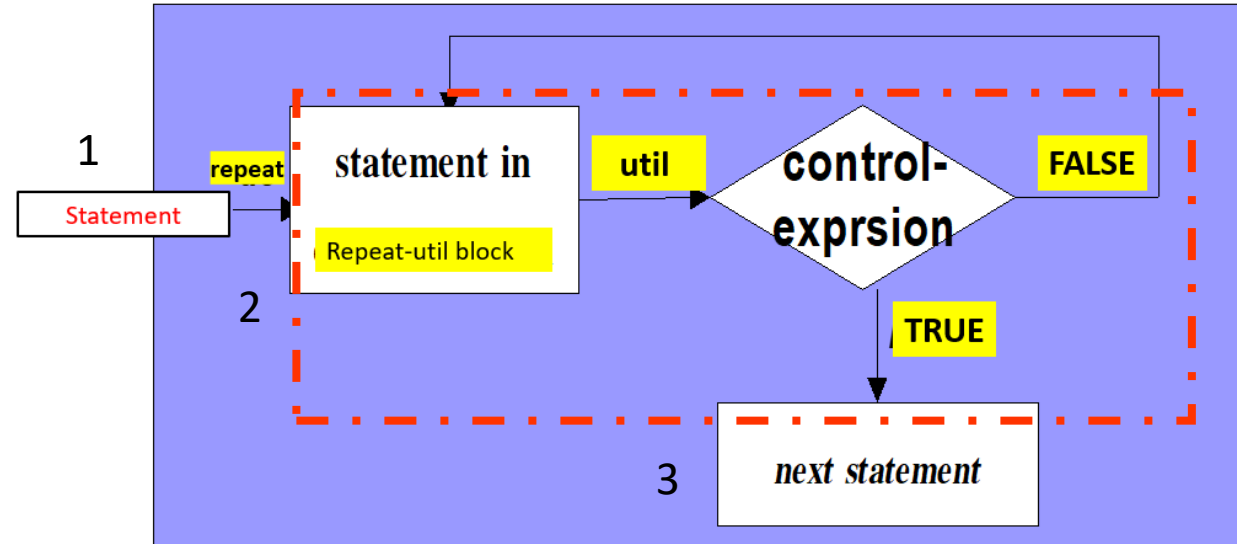 1
Statement
repeat
statement in
Repeat-util block
2
util
control-
exprsion
FALSE
TRUE
3
next statement